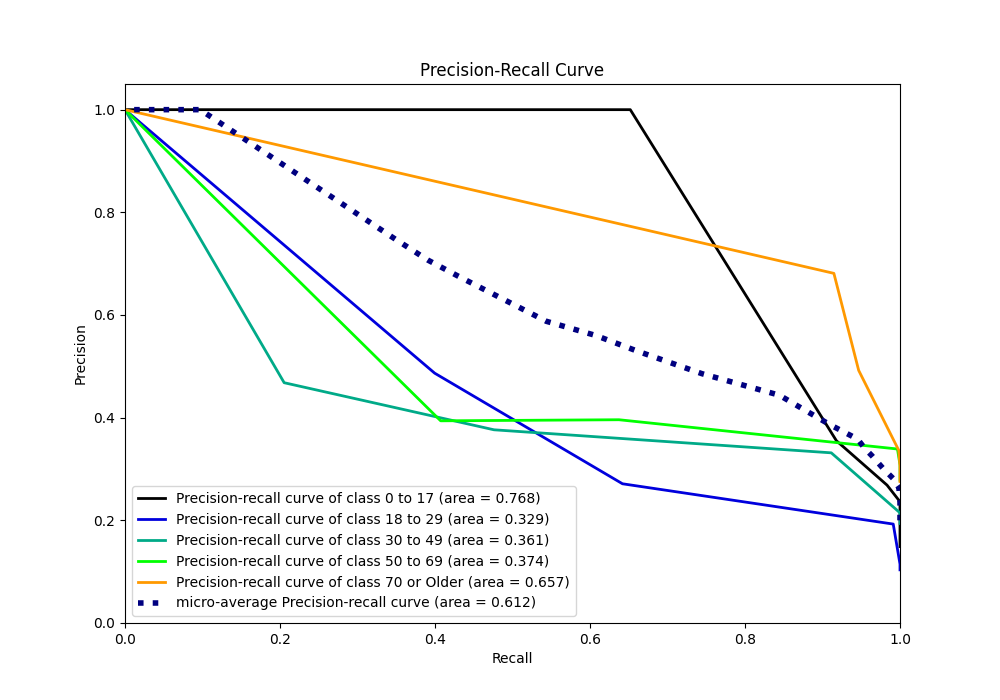 Precision-Recall Curve
1.0
0.8
0.6
0.4
0.2
0.0
Precision
Precision-recall curve of class 0 to 17 (area = 0.768)
Precision-recall curve of class 18 to 29 (area = 0.329)
Precision-recall curve of class 30 to 49 (area = 0.361)
Precision-recall curve of class 50 to 69 (area = 0.374)
Precision-recall curve of class 70 or Older (area = 0.657)
micro-average Precision-recall curve (area = 0.612)
0.0 0.2 0.4 0.6 0.8 1.0
Recall